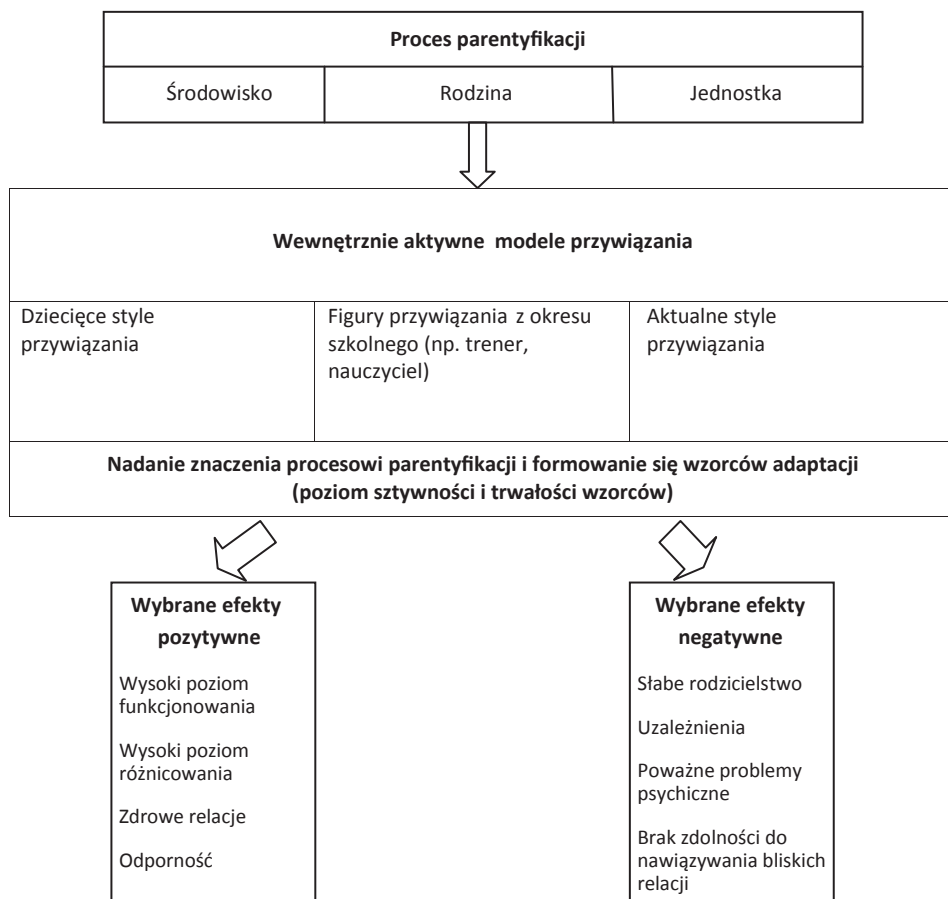 Proces parentyfikacji
Środowisko
Rodzina
Jednostka
Wewnętrznie aktywne modele przywiązania
Dziecięce style
przywiązania
Figury przywiązania z okresu
szkolnego (np. trener,
nauczyciel)
Aktualne style
przywiązania
Nadanie znaczenia procesowi parentyfikacji i formowanie się wzorców adaptacji
(poziom sztywności i trwałości wzorców)
Wybrane efekty
pozytywne
Wysoki poziom
funkcjonowania
Wysoki poziom
różnicowania
Zdrowe relacje
Odporność
Wybrane efekty
negatywne
Słabe rodzicielstwo
Uzależnienia
Poważne problemy
psychiczne
Brak zdolności do
nawiązywania bliskich
relacji